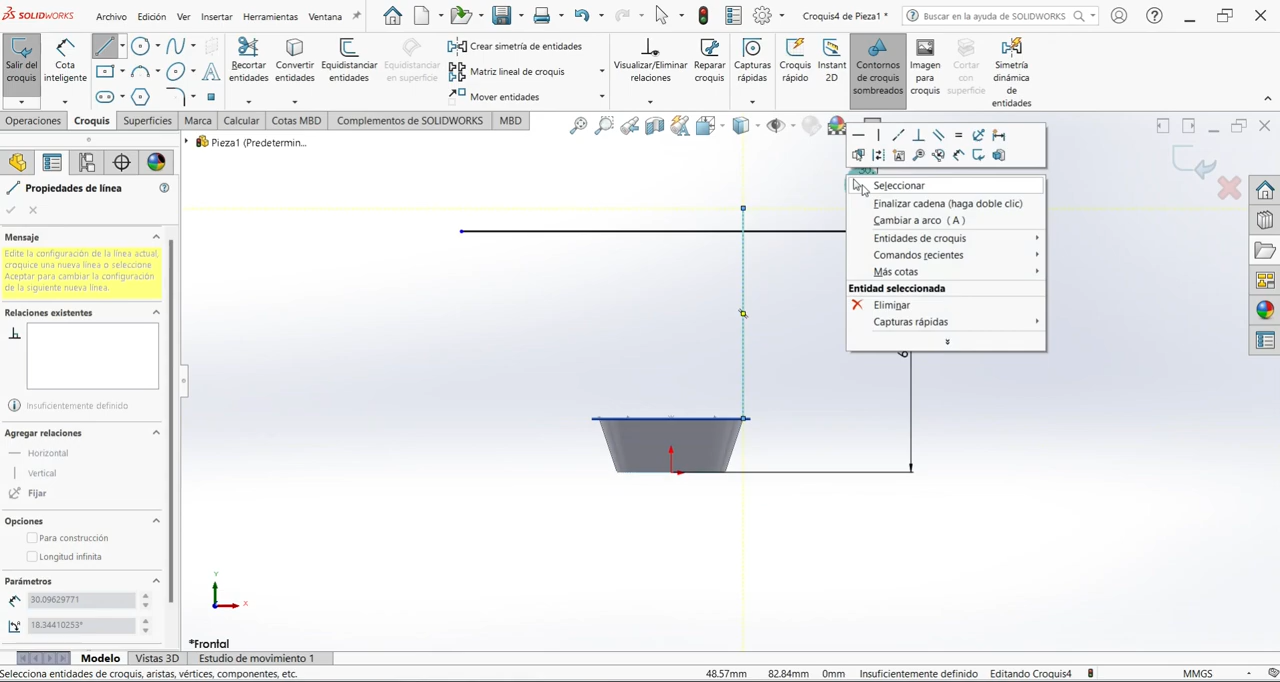 SOLIDWORKS
Archivo Edición Ver Insertar Herramientas Ventana
Croquis4 de Pieza1 *
Buscar en la ayuda de SOLIDWORKS
Salir del croquis
Cota inteligente
Recortar entidades
Convertir entidades
Equidistanciar entidades
Equidistanciar en superficie
Crear simetría de entidades
Matriz lineal de croquis
Mover entidades
Visualizar/Eliminar relaciones
Reparar croquis
Capturas rápidas
Croquis rápido
Instant 2D
Contornos de croquis sombreados
Imagen para croquis
Cortar con superficie
Simetría dinámica de entidades
Operaciones Croquis Superficies Marca Calcular Cotas MBD Complementos de SOLIDWORKS MBD
Pieza1 (Predetermin...
Propiedades de línea
Mensaje
Edite la configuración de la línea actual,
croquice una nueva línea o seleccione
Aceptar para cambiar la configuración
de la siguiente nueva línea.
Relaciones existentes
Insuficientemente definido
Agregar relaciones
Horizontal
Vertical
Fijar
Opciones
Para construcción
Longitud infinita
Parámetros
30.09629771
18.34410253°
Seleccionar
Finalizar cadena (haga doble clic)
Cambiar a arco ( A )
Entidades de croquis
Comandos recientes
Más cotas
Entidad seleccionada
Eliminar
Capturas rápidas
Y
X
*Frontal
Modelo Vistas 3D Estudio de movimiento 1
Selecciona entidades de croquis, aristas, vértices, componentes, etc.
48.57mm 82.84mm 0mm Insuficientemente definido Editando Croquis4 MMGS